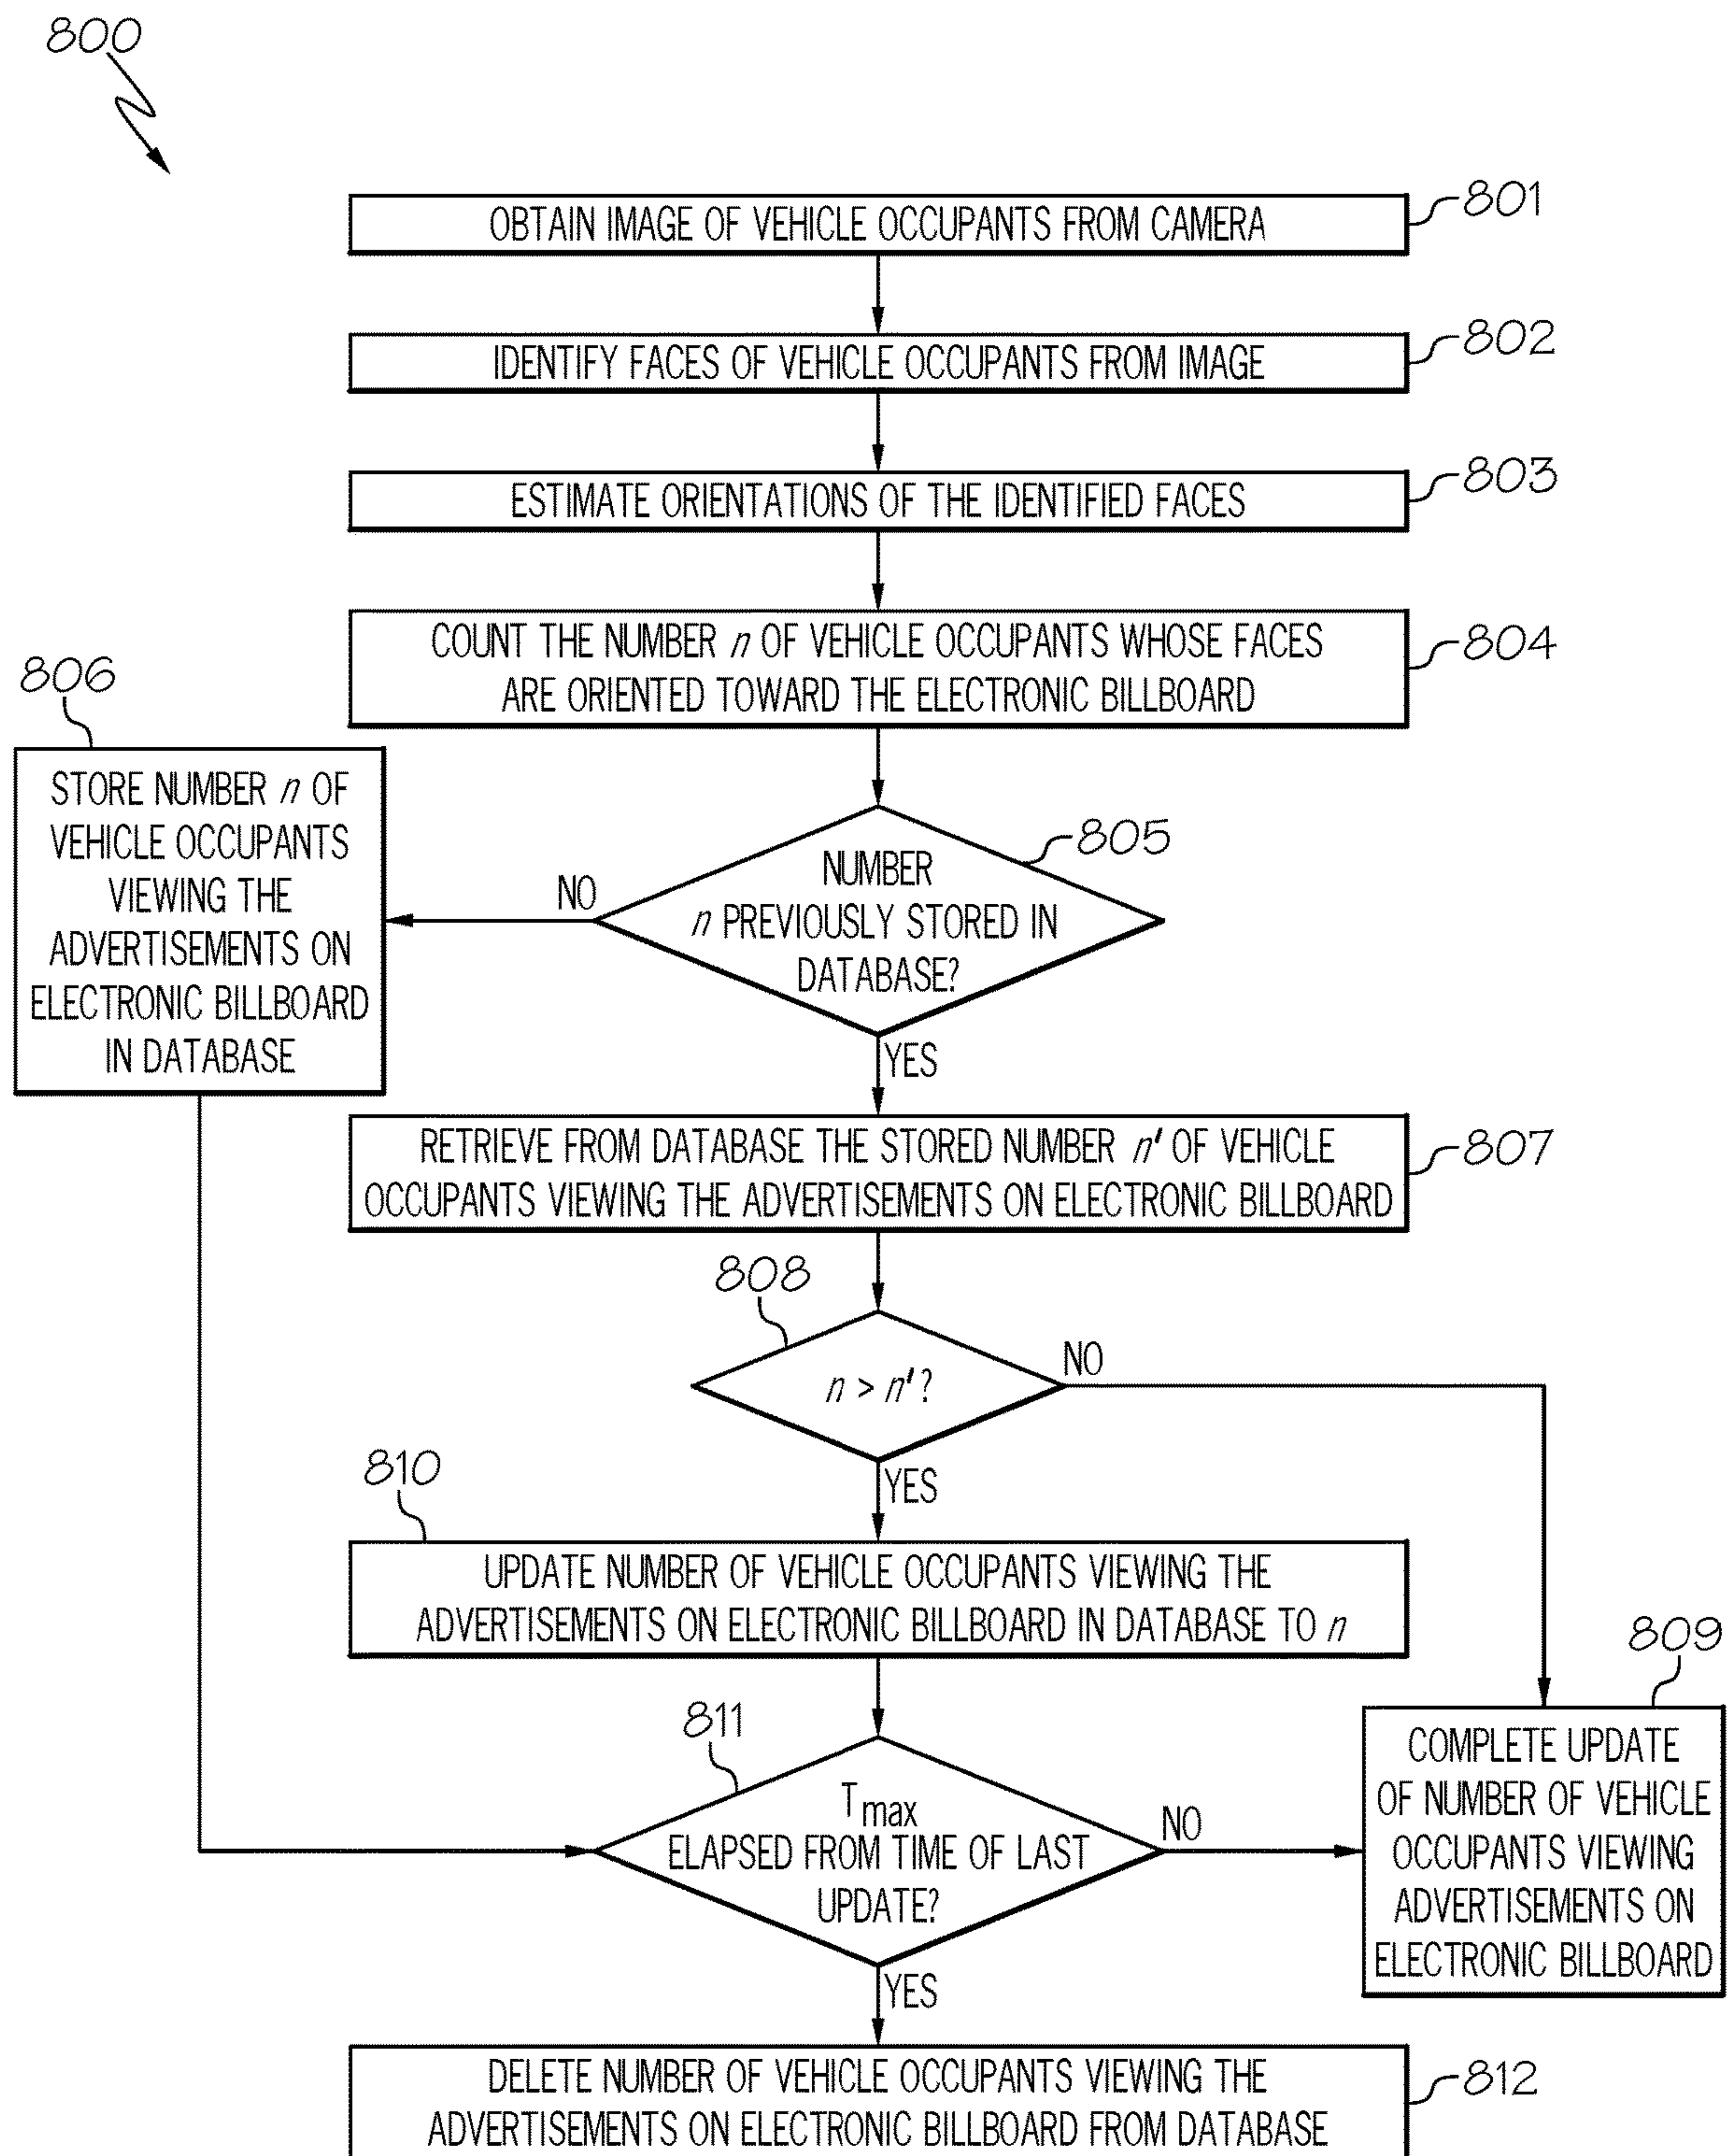 800
OBTAIN IMAGE OF VEHICLE OCCUPANTS FROM CAMERA
801
IDENTIFY FACES OF VEHICLE OCCUPANTS FROM IMAGE
802
ESTIMATE ORIENTATIONS OF THE IDENTIFIED FACES
803
COUNT THE NUMBER n OF VEHICLE OCCUPANTS WHOSE FACES
ARE ORIENTED TOWARD THE ELECTRONIC BILLBOARD
804
806
STORE NUMBER n OF
VEHICLE OCCUPANTS
VIEWING THE
ADVERTISEMENTS ON
ELECTRONIC BILLBOARD
IN DATABASE
805
NUMBER
n PREVIOUSLY STORED IN
DATABASE?
NO
YES
RETRIEVE FROM DATABASE THE STORED NUMBER n' OF VEHICLE
OCCUPANTS VIEWING THE ADVERTISEMENTS ON ELECTRONIC BILLBOARD
807
808
n > n'?
NO
YES
810
UPDATE NUMBER OF VEHICLE OCCUPANTS VIEWING THE
ADVERTISEMENTS ON ELECTRONIC BILLBOARD IN DATABASE TO n
809
COMPLETE UPDATE
OF NUMBER OF VEHICLE
OCCUPANTS VIEWING
ADVERTISEMENTS ON
ELECTRONIC BILLBOARD
811
Tmax
ELAPSED FROM TIME OF LAST
UPDATE?
NO
YES
DELETE NUMBER OF VEHICLE OCCUPANTS VIEWING THE
ADVERTISEMENTS ON ELECTRONIC BILLBOARD FROM DATABASE
812